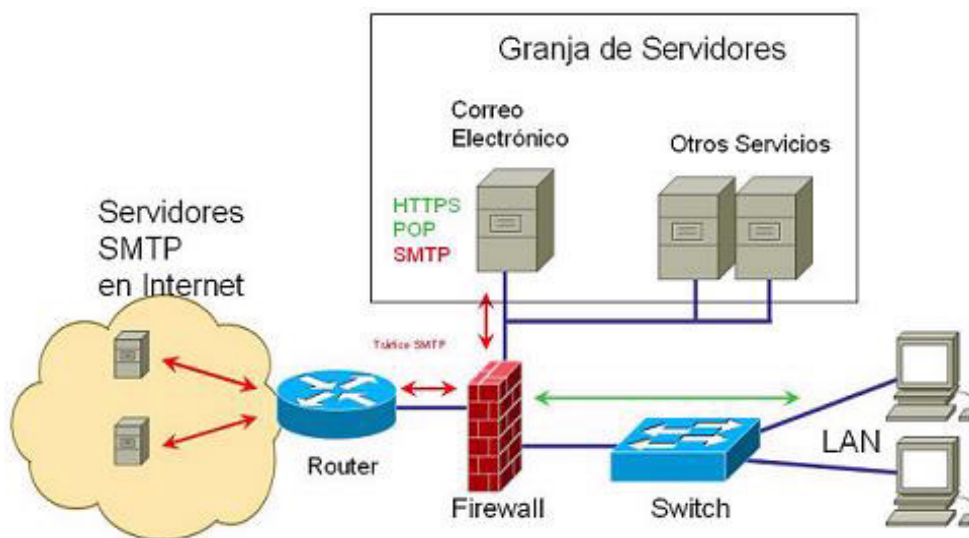 Granja de Servidores
Correo
Electrónico
Otros Servicios
HTTPS
POP
SMTP
Servidores
SMTP
en Internet
Tráfico SMTP
Router
Firewall
Switch
LAN